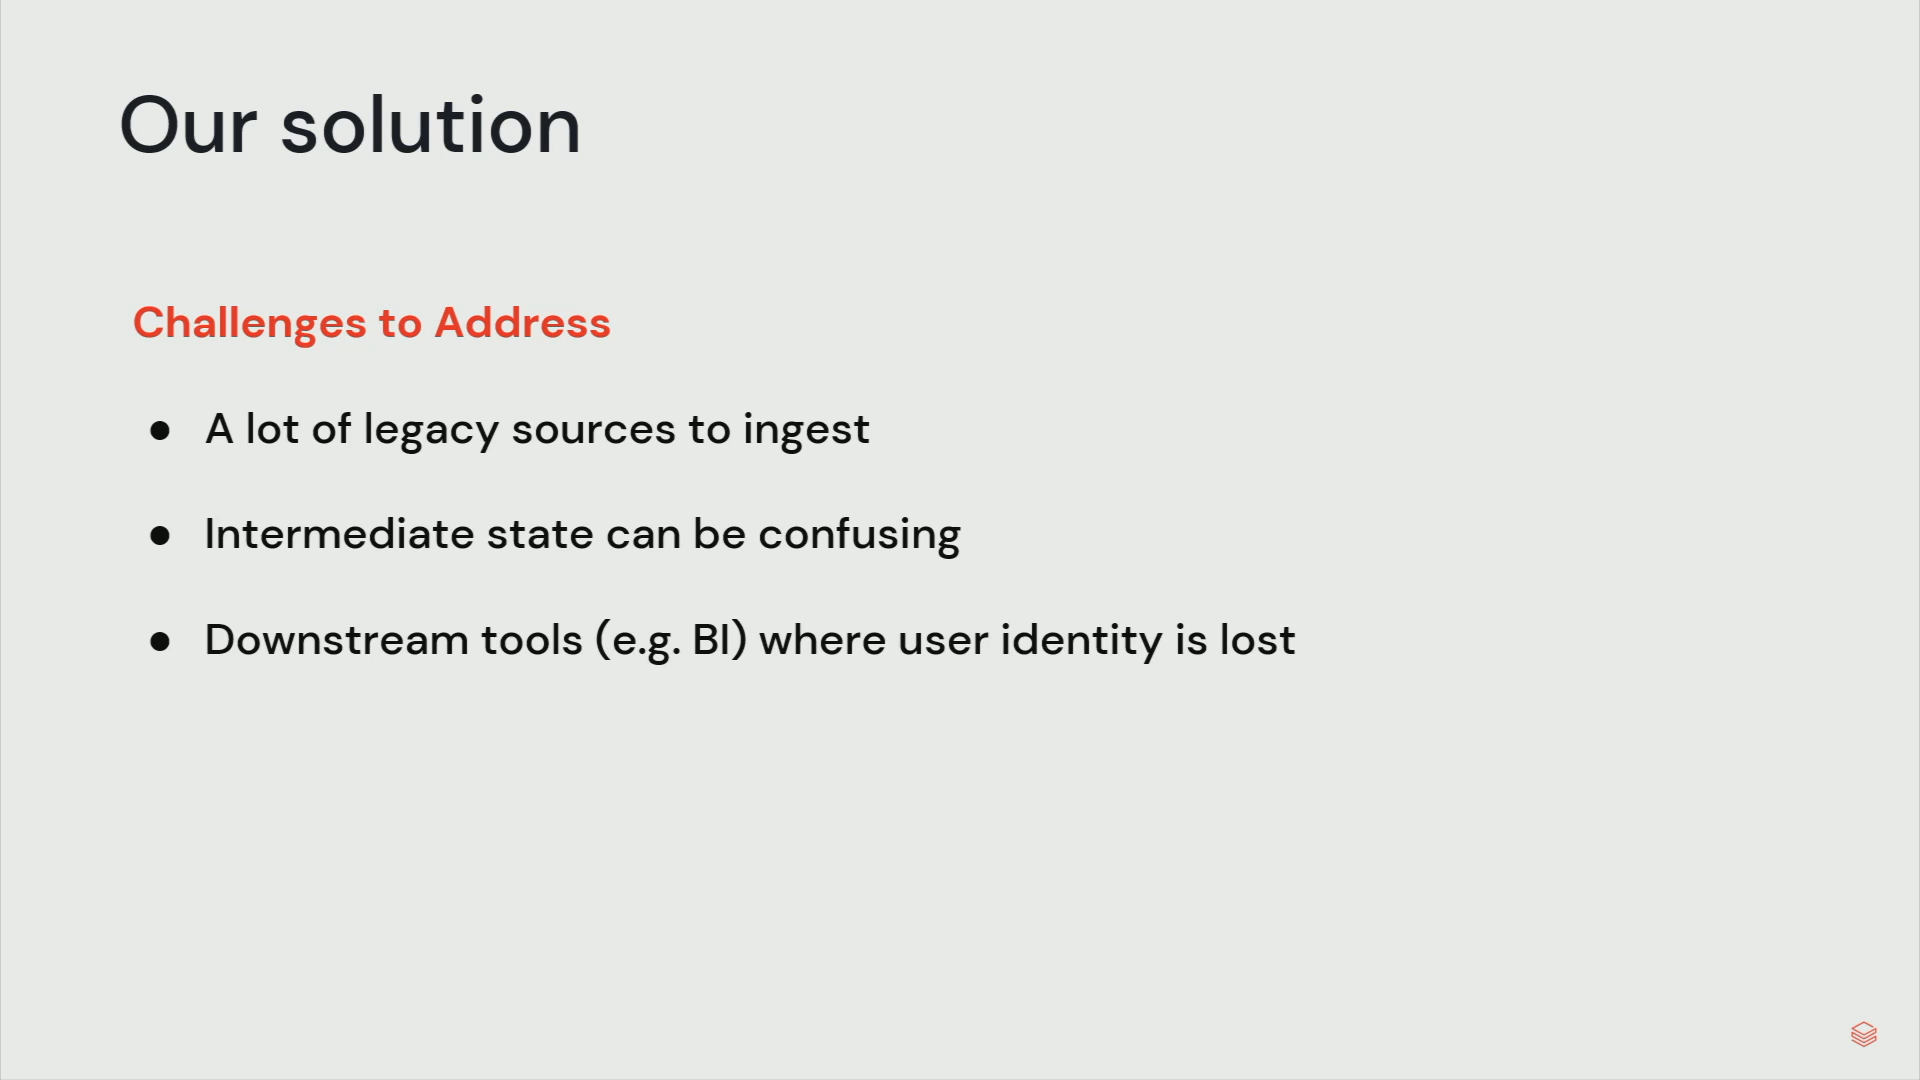 Our solution
Challenges to Address
● A lot of legacy sources to ingest
● Intermediate state can be confusing
● Downstream tools (e.g. BI) where user identity is lost